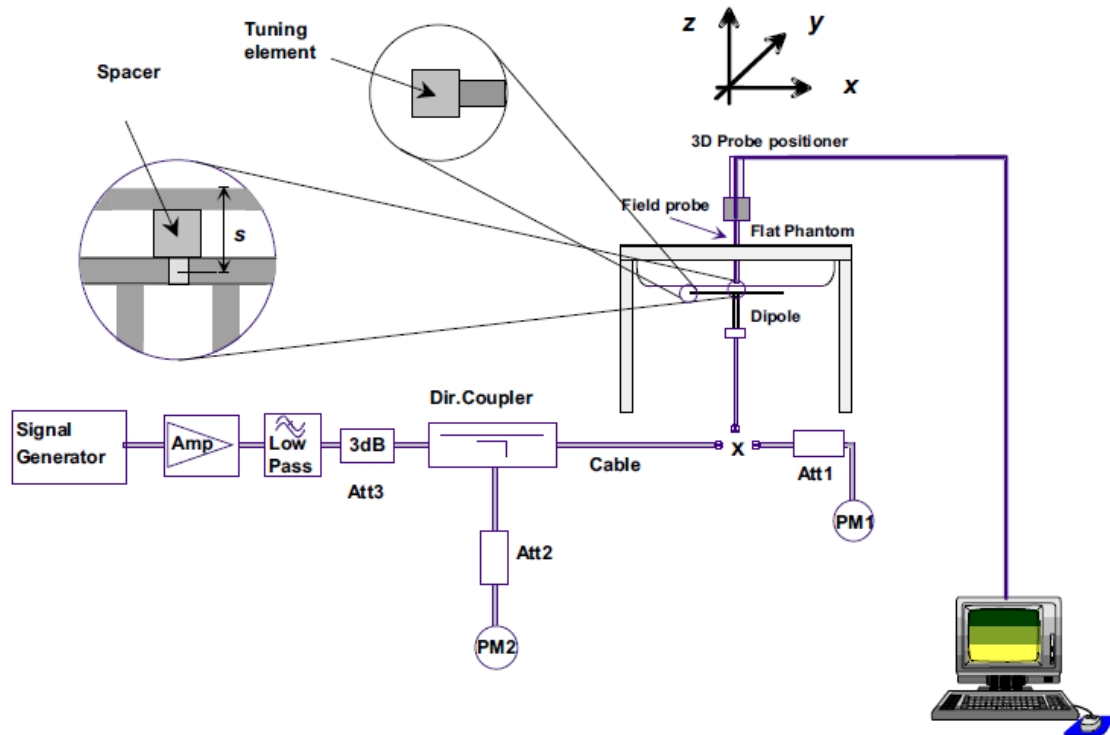 Tuning
element
Spacer
s
z
y
x
3D Probe positioner
Field probe
Flat Phantom
Dipole
Dir.Coupler
Signal
Generator
Amp
Low
Pass
3dB
Att3
Cable
X
Att1
PM1
Att2
PM2